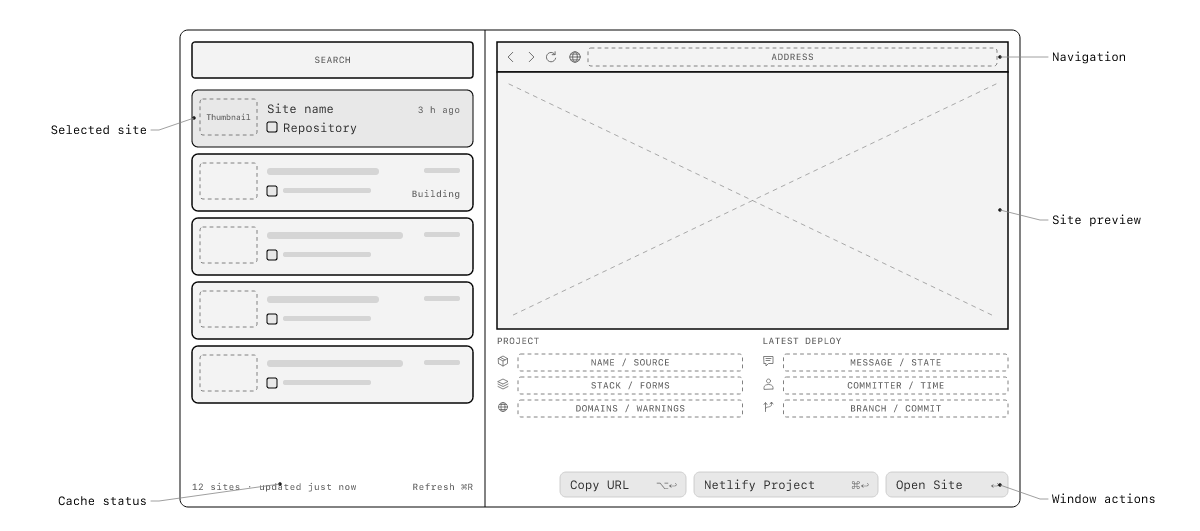 SEARCH
ADDRESS
Navigation
Thumbnail
Site name
3 h ago
Repository
Selected site
Building
Site preview
PROJECT
LATEST DEPLOY
NAME / SOURCE
MESSAGE / STATE
STACK / FORMS
COMMITTER / TIME
DOMAINS / WARNINGS
BRANCH / COMMIT
12 sites · updated just now
Refresh ⌘R
Copy URL ⌥↩
Netlify Project ⌘↩
Open Site ↩
Cache status
Window actions